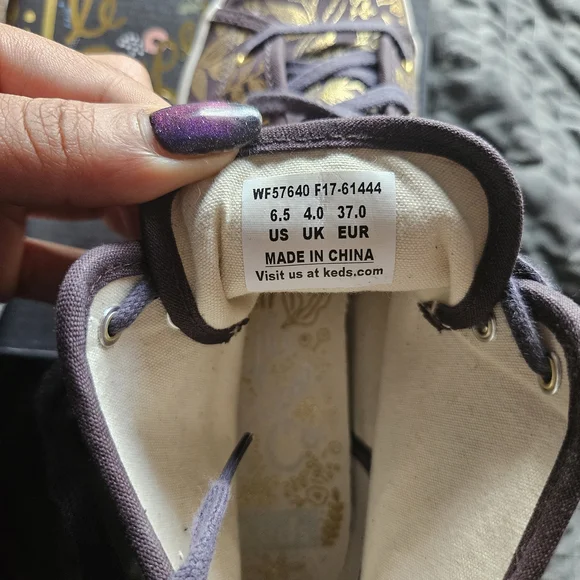 WF57640 F17-61444
6.5 4.0 37.0
US UK EUR
MADE IN CHINA
Visit us at keds.com